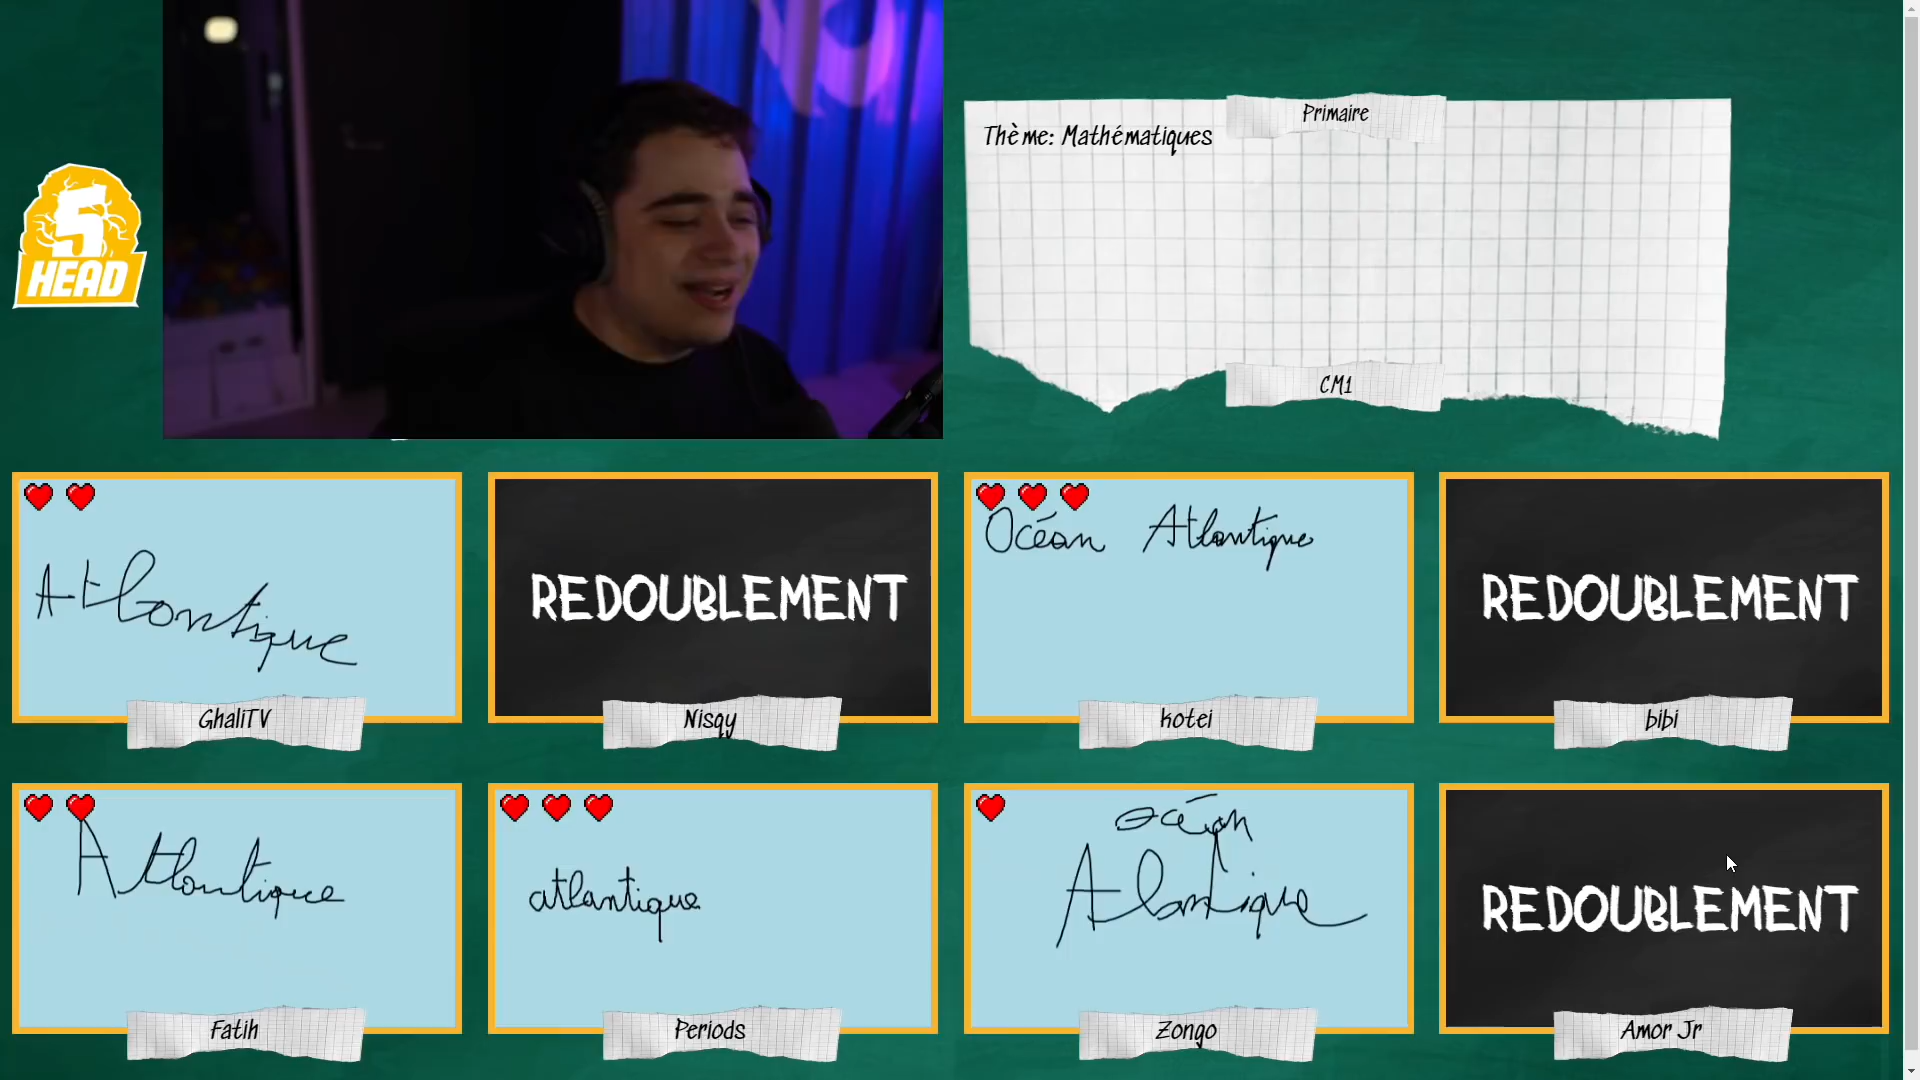 5
HEAD
Primaire
Thème: Mathématiques
CM1
Atlantique
GhaliTV
REDOUBLEMENT
Nisqy
Océan Atlantique
kotei
REDOUBLEMENT
bibi
Atlantique
Fatih
atlantique
Periods
océan
Atlantique
Zongo
REDOUBLEMENT
Amor Jr